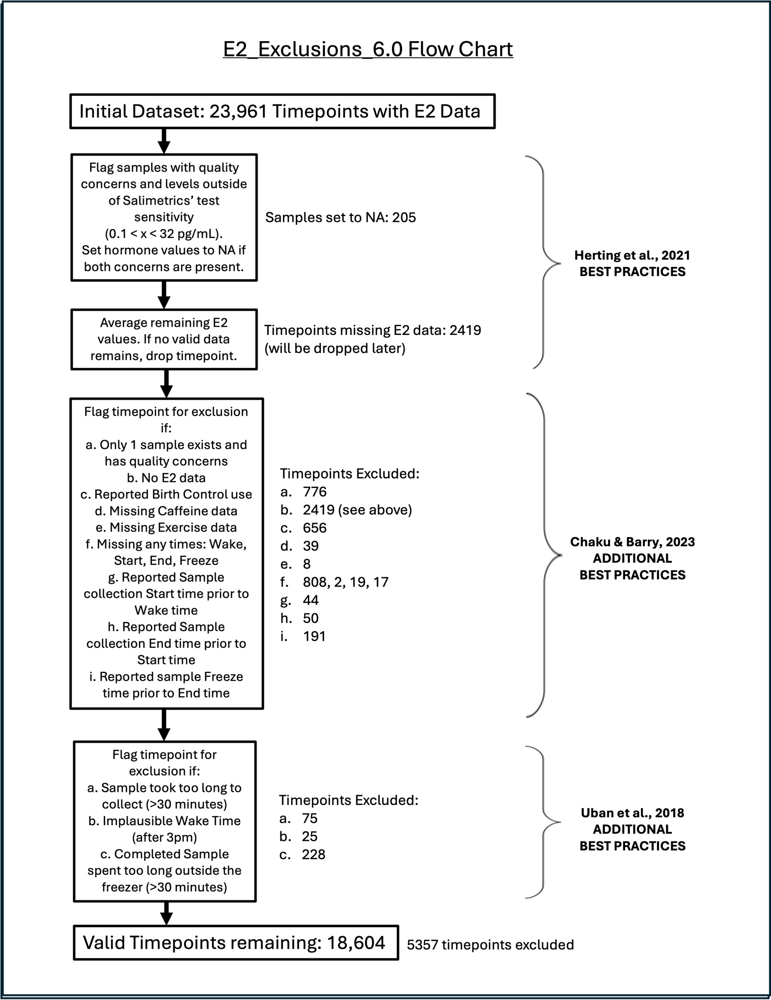 E2_Exclusions_6.0 Flow Chart
Initial Dataset: 23,961 Timepoints with E2 Data
Flag samples with quality
concerns and levels outside
of Salimetrics’ test
sensitivity
(0.1 < x < 32 pg/mL).
Set hormone values to NA if
both concerns are present.
Samples set to NA: 205
Herting et al., 2021
BEST PRACTICES
Average remaining E2
values. If no valid data
remains, drop timepoint.
Timepoints missing E2 data: 2419
(will be dropped later)
Flag timepoint for exclusion
if:
a. Only 1 sample exists and
has quality concerns
b. No E2 data
c. Reported Birth Control use
d. Missing Caffeine data
e. Missing Exercise data
f. Missing any times: Wake,
Start, End, Freeze
g. Reported Sample
collection Start time prior to
Wake time
h. Reported Sample
collection End time prior to
Start time
i. Reported sample Freeze
time prior to End time
Timepoints Excluded:
a. 776
b. 2419 (see above)
c. 656
d. 39
e. 8
f. 808, 2, 19, 17
g. 44
h. 50
i. 191
Chaku & Barry, 2023
ADDITIONAL
BEST PRACTICES
Flag timepoint for
exclusion if:
a. Sample took too long to
collect (>30 minutes)
b. Implausible Wake Time
(after 3pm)
c. Completed Sample
spent too long outside the
freezer (>30 minutes)
Timepoints Excluded:
a. 75
b. 25
c. 228
Uban et al., 2018
ADDITIONAL
BEST PRACTICES
Valid Timepoints remaining: 18,604
5357 timepoints excluded